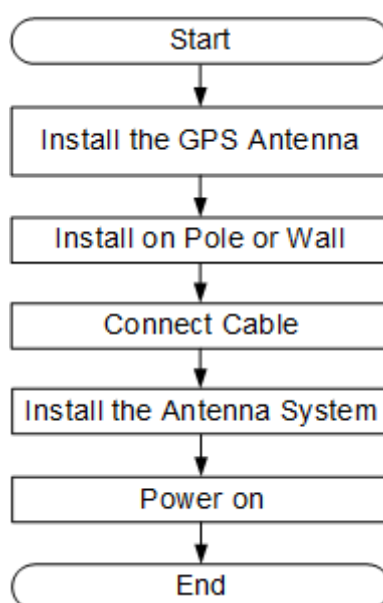 Start
Install the GPS Antenna
Install on Pole or Wall
Connect Cable
Install the Antenna System
Power on
End